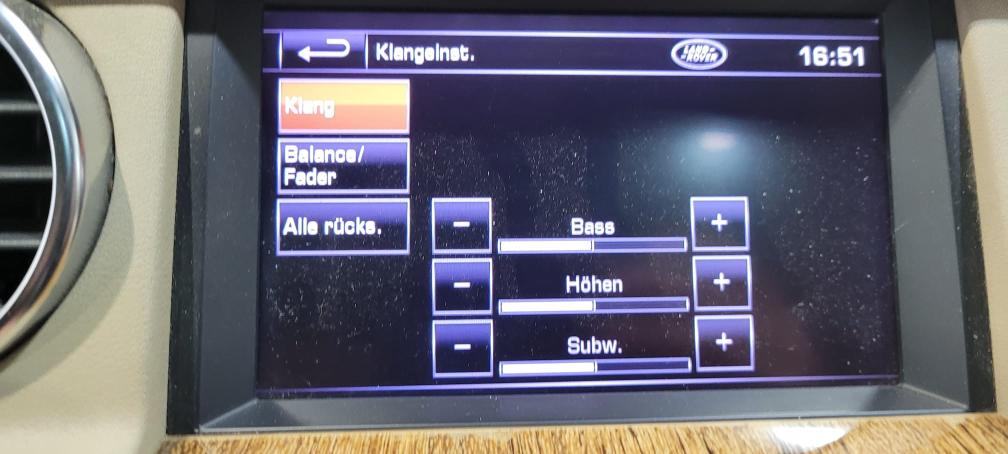 Klangeinst.
LAND-
-ROVER
16:51
Klang
Balance/
Fader
Alle rücks.
- Bass +
- Höhen +
- Subw. +